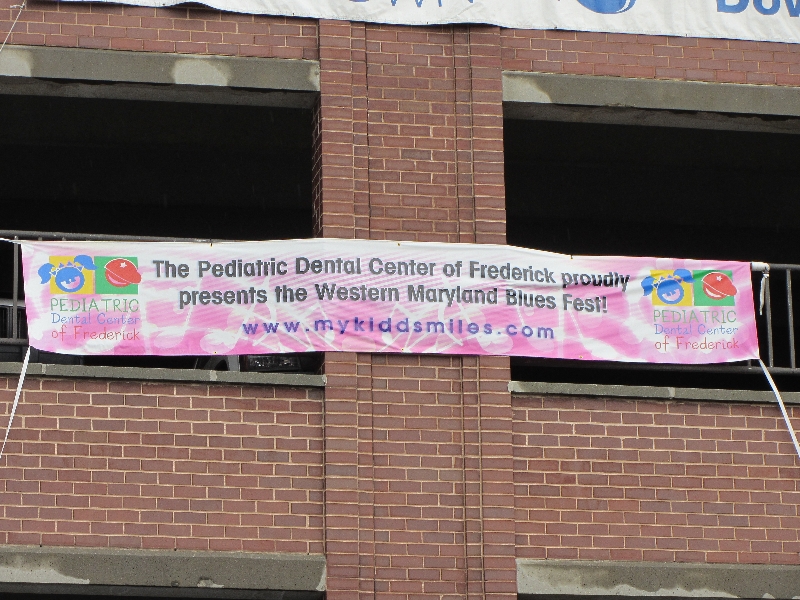 The Pediatric Dental Center of Frederick proudly
presents the Western Maryland Blues Fest!
www.mykiddsmiles.com
PEDIATRIC
Dental Center
of Frederick
PEDIATRIC
Dental Center
of Frederick